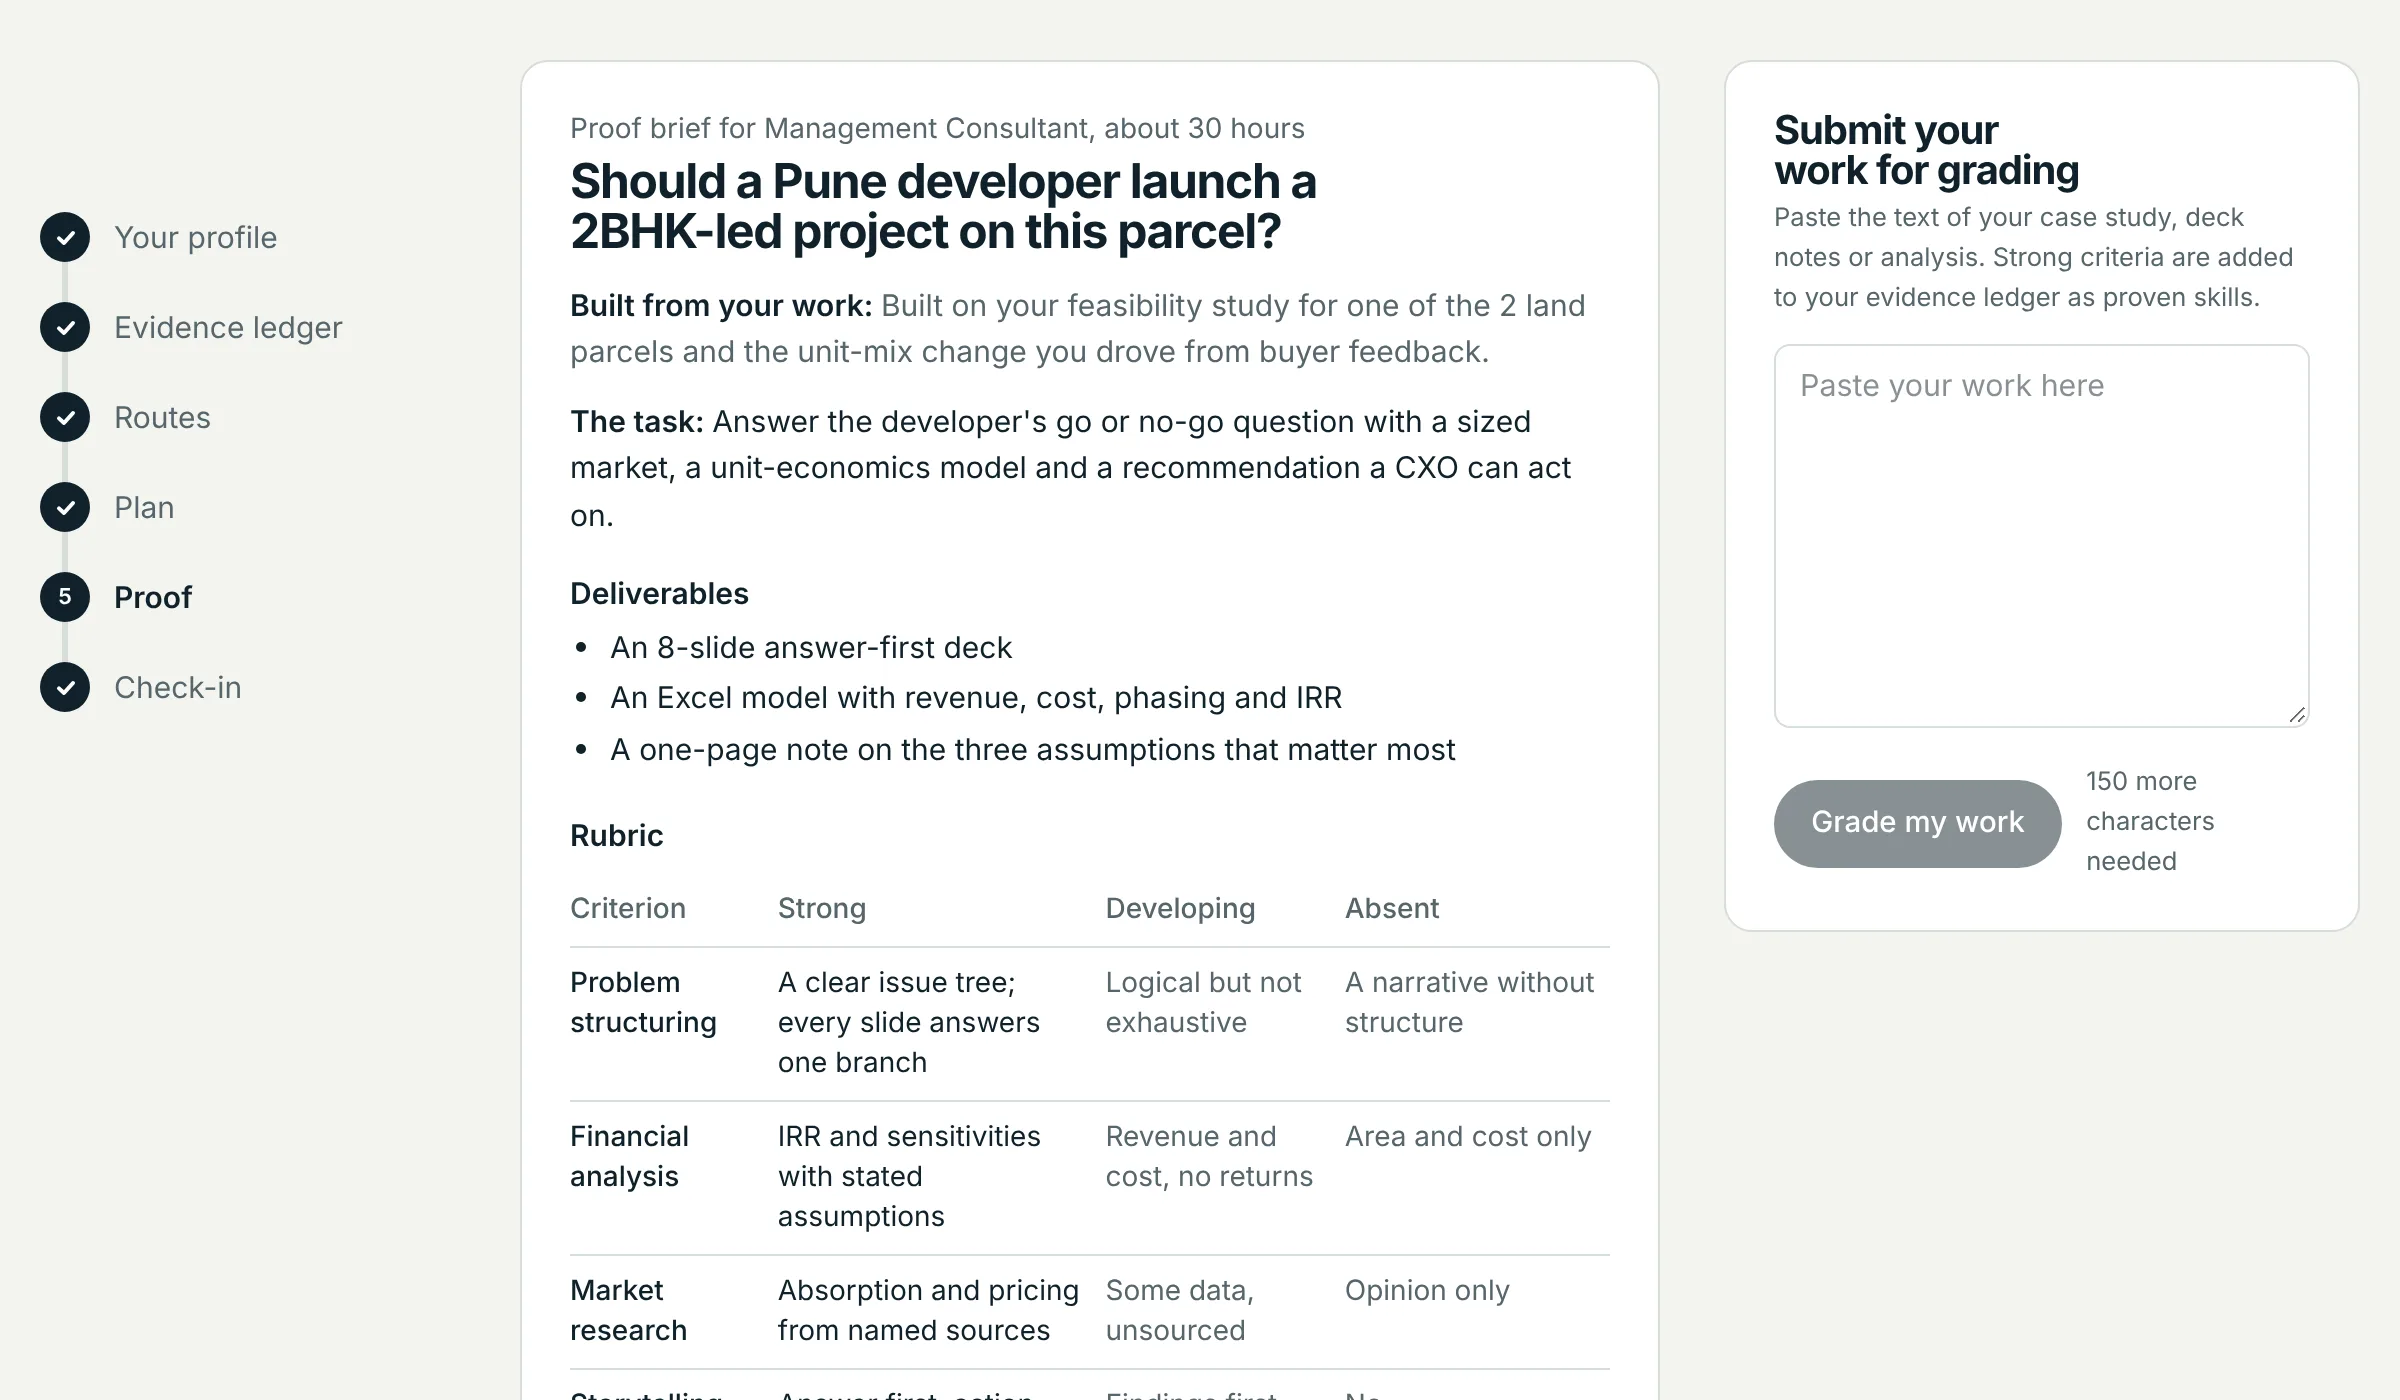 Your profile
Evidence ledger
Routes
Plan
5 Proof
Check-in
Proof brief for Management Consultant, about 30 hours
Should a Pune developer launch a
2BHK-led project on this parcel?
Built from your work: Built on your feasibility study for one of the 2 land
parcels and the unit-mix change you drove from buyer feedback.
The task: Answer the developer's go or no-go question with a sized
market, a unit-economics model and a recommendation a CXO can act
on.
Deliverables
• An 8-slide answer-first deck
• An Excel model with revenue, cost, phasing and IRR
• A one-page note on the three assumptions that matter most
Rubric
Criterion Strong Developing Absent
Problem A clear issue tree; Logical but not A narrative without
structuring every slide answers exhaustive structure
one branch
Financial IRR and sensitivities Revenue and Area and cost only
analysis with stated cost, no returns
assumptions
Market Absorption and pricing Some data, Opinion only
research from named sources unsourced
Submit your
work for grading
Paste the text of your case study, deck
notes or analysis. Strong criteria are added
to your evidence ledger as proven skills.
Paste your work here
Grade my work
150 more
characters
needed